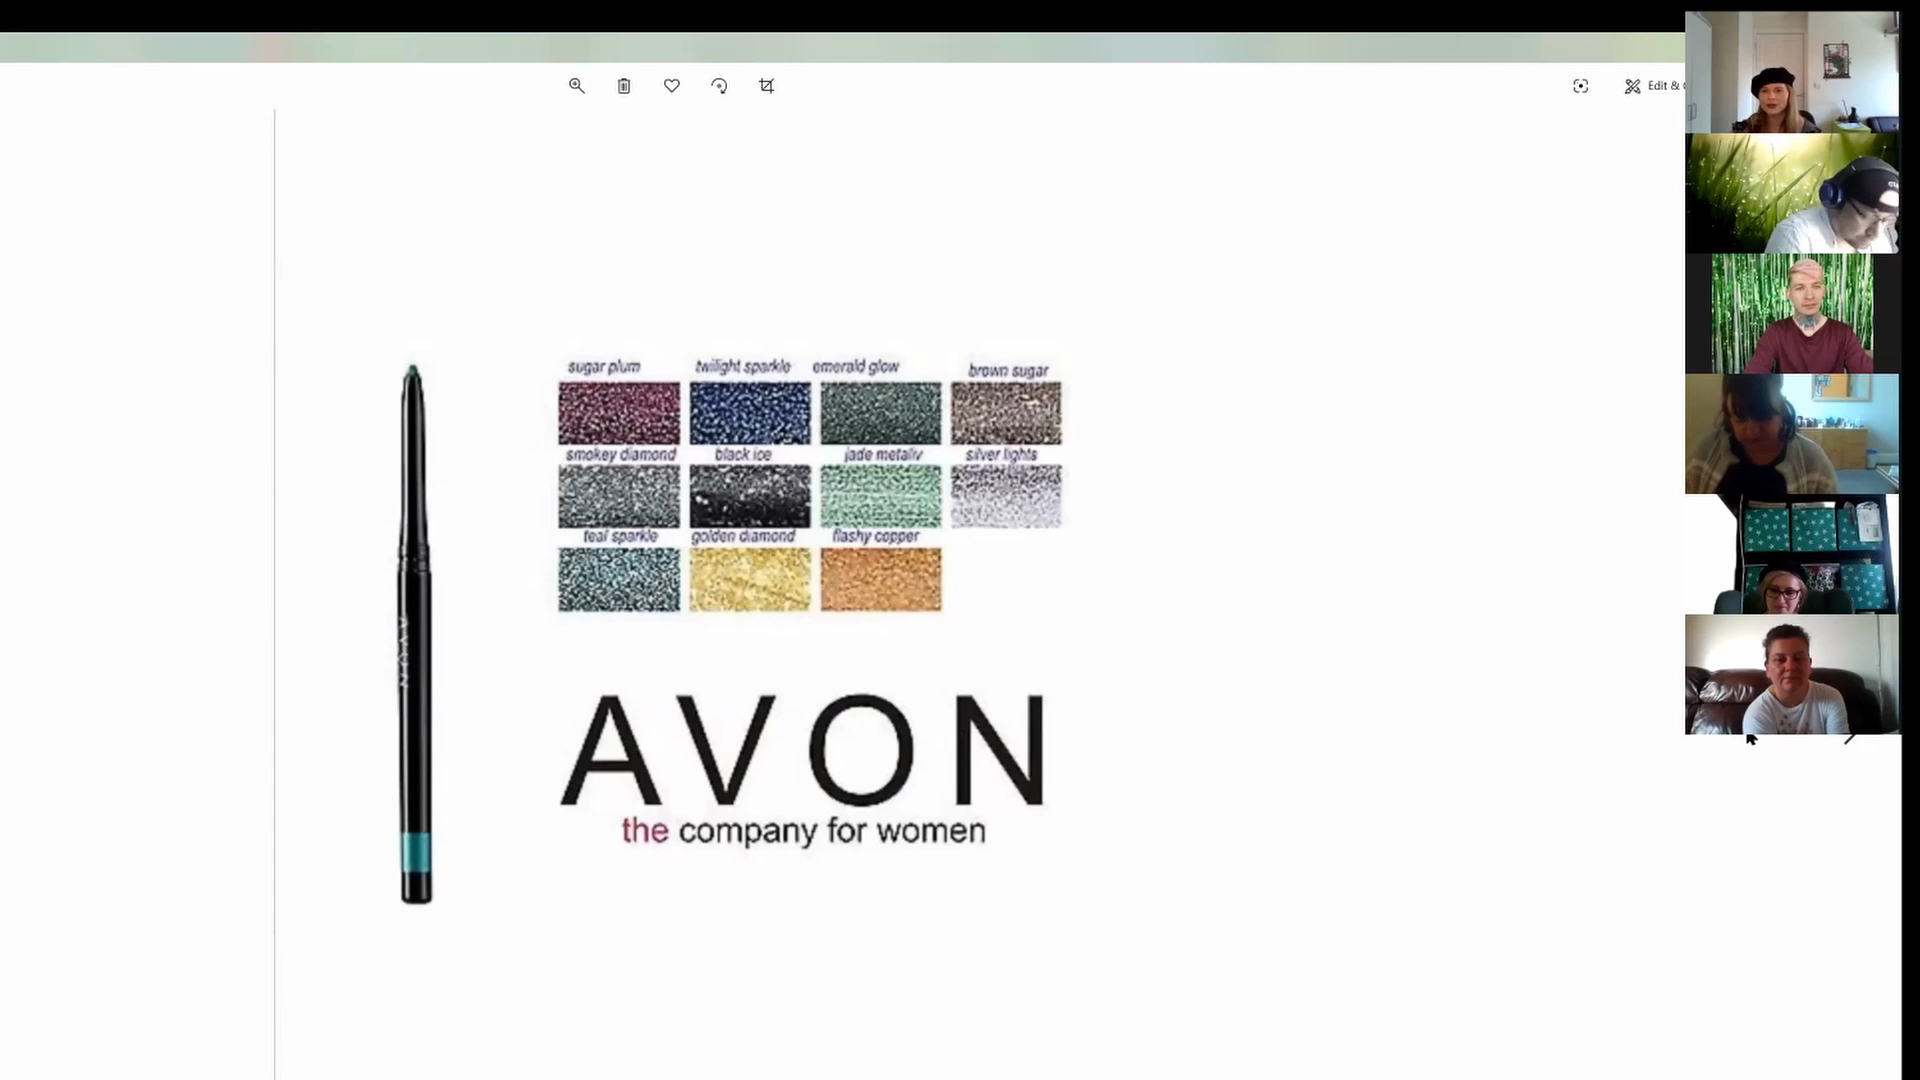 Edit &
sugar plum twilight sparkle emerald glow brown sugar
smokey diamond black ice jade metaliv silver lights
teal sparkle golden diamond flashy copper
AVON
AVON
the company for women